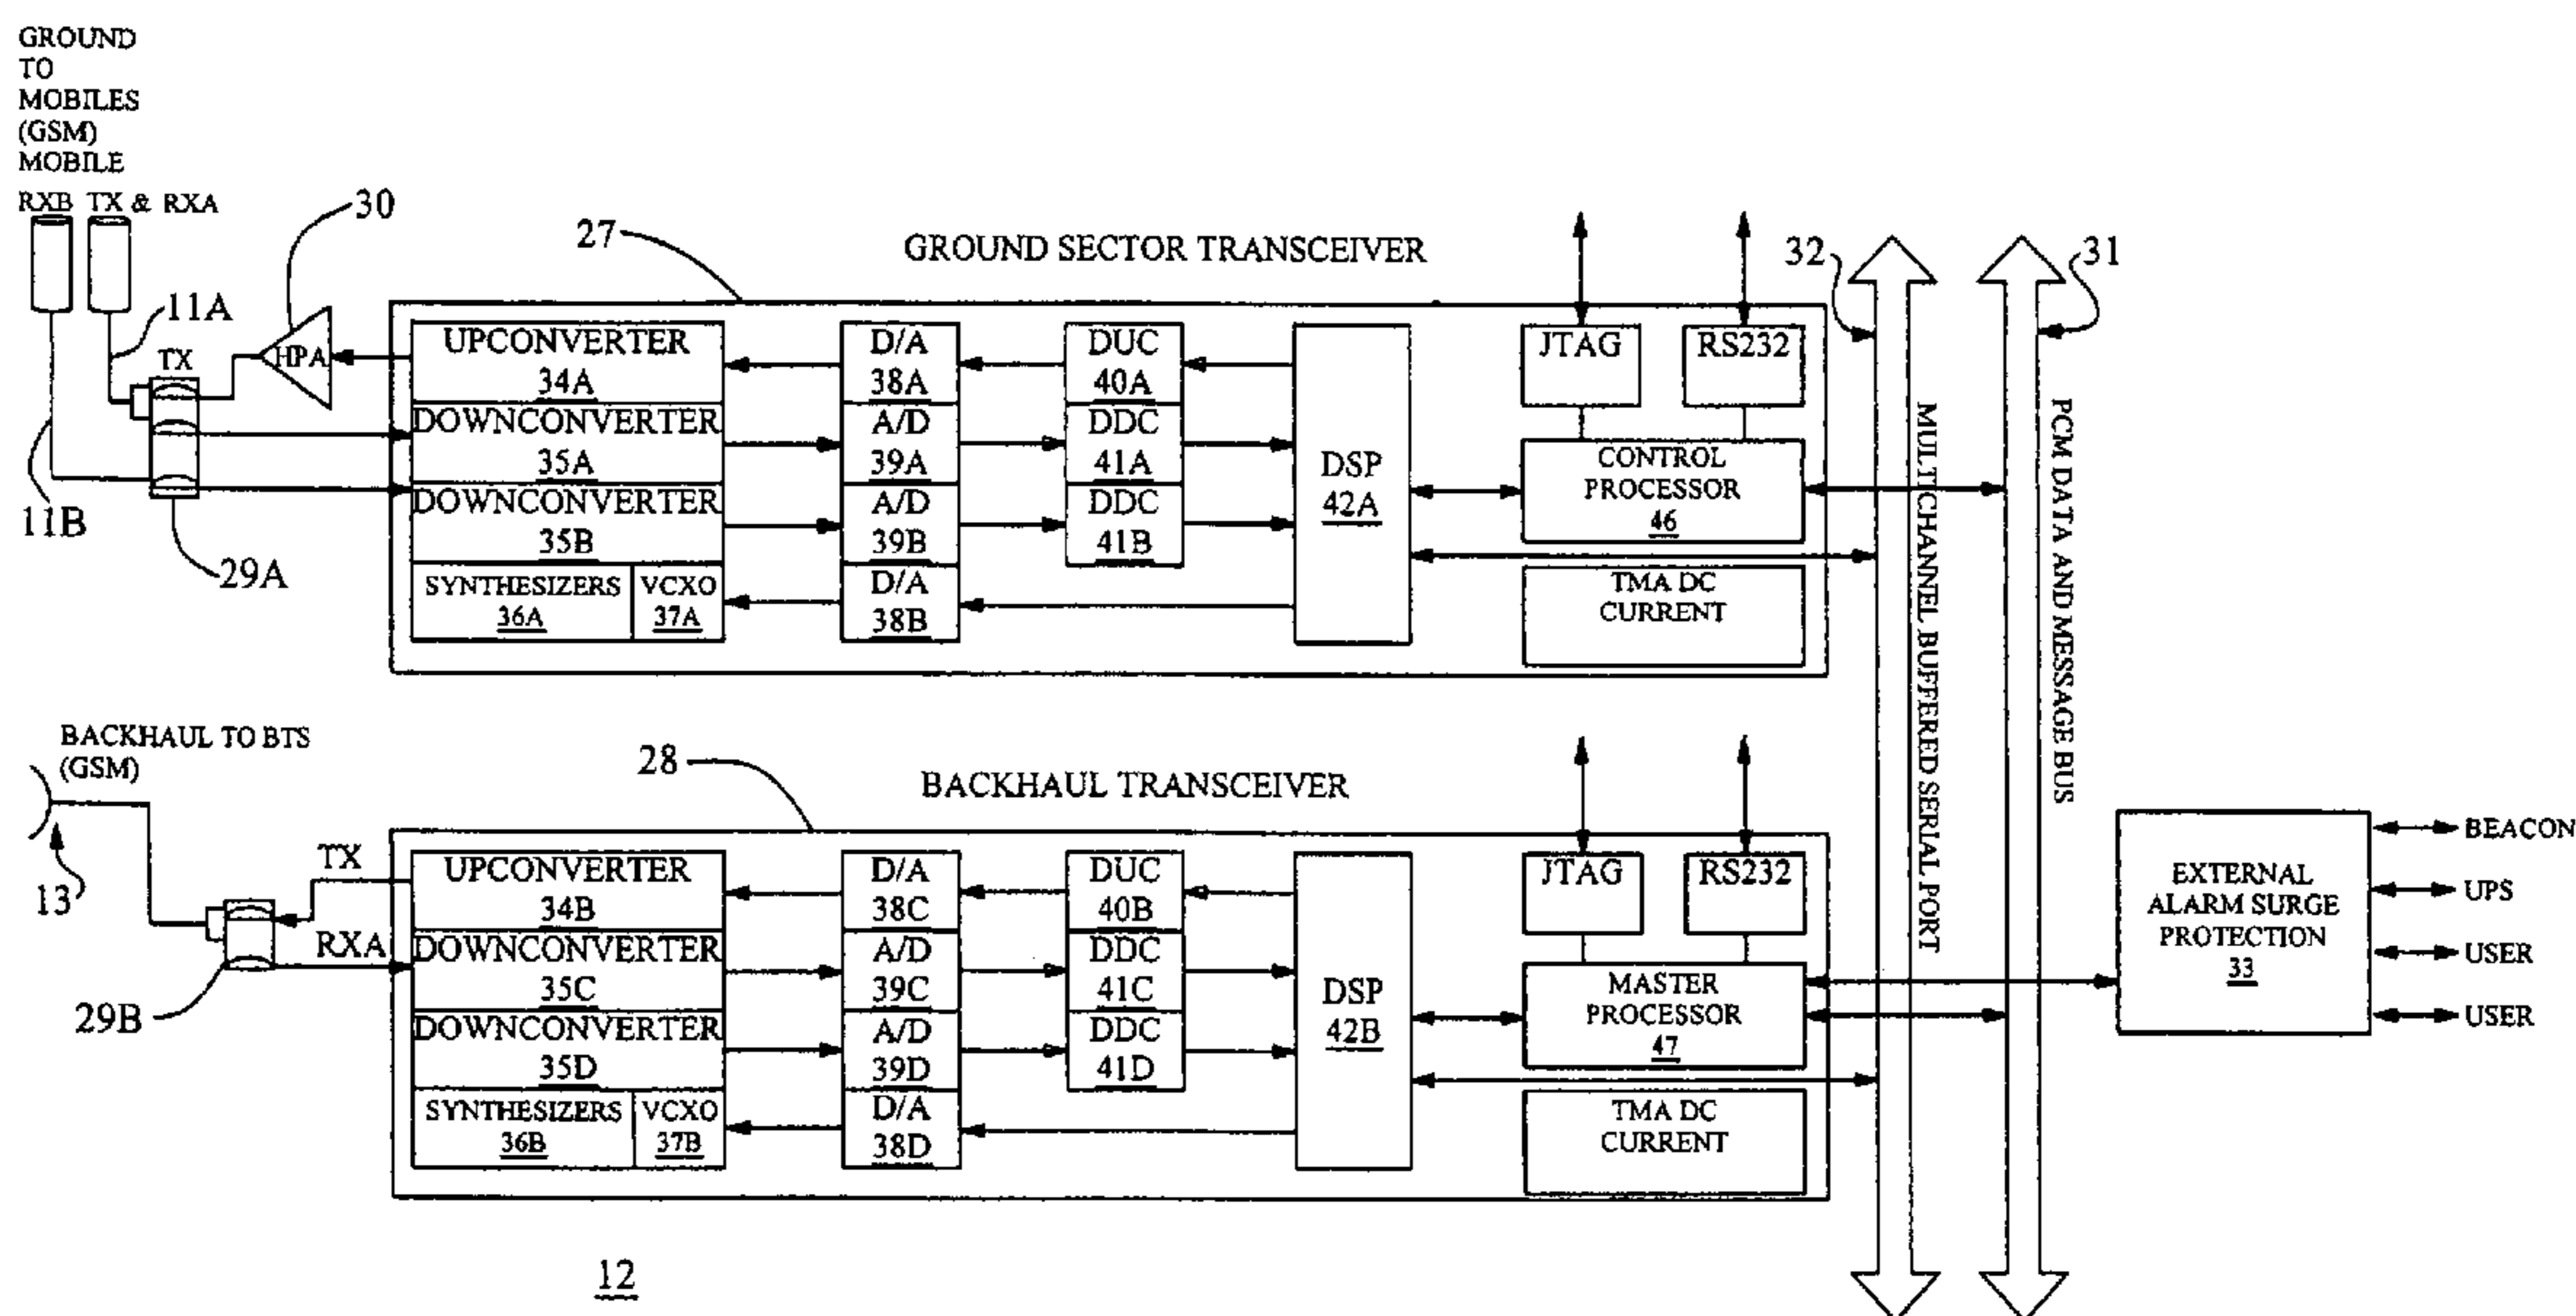 GROUND
TO
MOBILES
(GSM)
MOBILE
RXB TX & RXA
30
27
GROUND SECTOR TRANSCEIVER
32
31
11A
TX
HPA
11B
29A
UPCONVERTER
34A
DOWNCONVERTER
35A
DOWNCONVERTER
35B
SYNTHESIZERS
36A
VCXO
37A
D/A
38A
A/D
39A
A/D
39B
D/A
38B
DUC
40A
DDC
41A
DDC
41B
DSP
42A
JTAG
RS232
CONTROL
PROCESSOR
46
TMA DC
CURRENT
MULTICHANNEL BUFFERED SERIAL PORT
PCM DATA AND MESSAGE BUS
BACKHAUL TO BTS
(GSM)
28
BACKHAUL TRANSCEIVER
13
TX
RXA
29B
UPCONVERTER
34B
DOWNCONVERTER
35C
DOWNCONVERTER
35D
SYNTHESIZERS
36B
VCXO
37B
D/A
38C
A/D
39C
A/D
39D
D/A
38D
DUC
40B
DDC
41C
DDC
41D
DSP
42B
JTAG
RS232
MASTER
PROCESSOR
47
TMA DC
CURRENT
EXTERNAL
ALARM SURGE
PROTECTION
33
BEACON
UPS
USER
USER
12